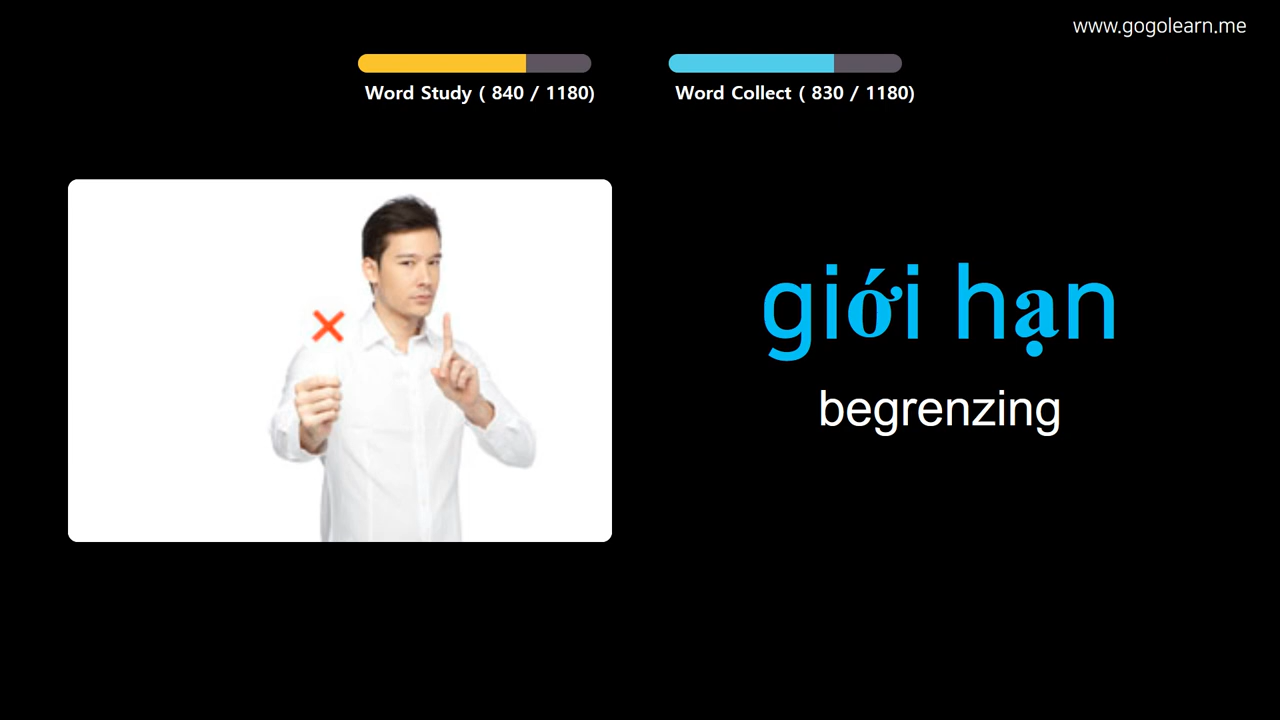 www.gogolearn.me
Word Study ( 840 / 1180)
Word Collect ( 830 / 1180)
giới hạn
begrenzing